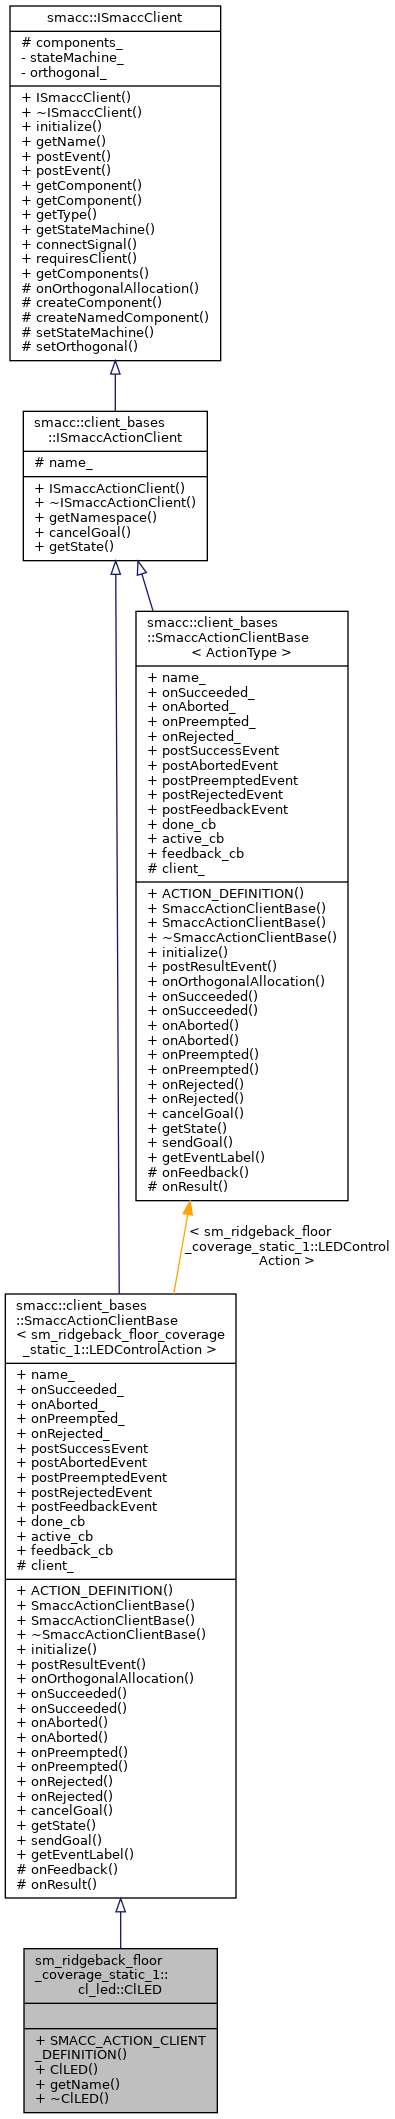 smacc::ISmaccClient
# components_
- stateMachine_
- orthogonal_
+ ISmaccClient()
+ ~ISmaccClient()
+ initialize()
+ getName()
+ postEvent()
+ postEvent()
+ getComponent()
+ getComponent()
+ getType()
+ getStateMachine()
+ connectSignal()
+ requiresClient()
+ getComponents()
# onOrthogonalAllocation()
# createComponent()
# createNamedComponent()
# setStateMachine()
# setOrthogonal()
smacc::client_bases
::ISmaccActionClient
# name_
+ ISmaccActionClient()
+ ~ISmaccActionClient()
+ getNamespace()
+ cancelGoal()
+ getState()
smacc::client_bases
::SmaccActionClientBase
< ActionType >
+ name_
+ onSucceeded_
+ onAborted_
+ onPreempted_
+ onRejected_
+ postSuccessEvent
+ postAbortedEvent
+ postPreemptedEvent
+ postRejectedEvent
+ postFeedbackEvent
+ done_cb
+ active_cb
+ feedback_cb
# client_
+ ACTION_DEFINITION()
+ SmaccActionClientBase()
+ SmaccActionClientBase()
+ ~SmaccActionClientBase()
+ initialize()
+ postResultEvent()
+ onOrthogonalAllocation()
+ onSucceeded()
+ onSucceeded()
+ onAborted()
+ onAborted()
+ onPreempted()
+ onPreempted()
+ onRejected()
+ onRejected()
+ cancelGoal()
+ getState()
+ sendGoal()
+ getEventLabel()
# onFeedback()
# onResult()
< sm_ridgeback_floor
_coverage_static_1::LEDControl
Action >
smacc::client_bases
::SmaccActionClientBase
< sm_ridgeback_floor_coverage
_static_1::LEDControlAction >
+ name_
+ onSucceeded_
+ onAborted_
+ onPreempted_
+ onRejected_
+ postSuccessEvent
+ postAbortedEvent
+ postPreemptedEvent
+ postRejectedEvent
+ postFeedbackEvent
+ done_cb
+ active_cb
+ feedback_cb
# client_
+ ACTION_DEFINITION()
+ SmaccActionClientBase()
+ SmaccActionClientBase()
+ ~SmaccActionClientBase()
+ initialize()
+ postResultEvent()
+ onOrthogonalAllocation()
+ onSucceeded()
+ onSucceeded()
+ onAborted()
+ onAborted()
+ onPreempted()
+ onPreempted()
+ onRejected()
+ onRejected()
+ cancelGoal()
+ getState()
+ sendGoal()
+ getEventLabel()
# onFeedback()
# onResult()
sm_ridgeback_floor
_coverage_static_1::
cl_led::ClLED
+ SMACC_ACTION_CLIENT
_DEFINITION()
+ ClLED()
+ getName()
+ ~ClLED()